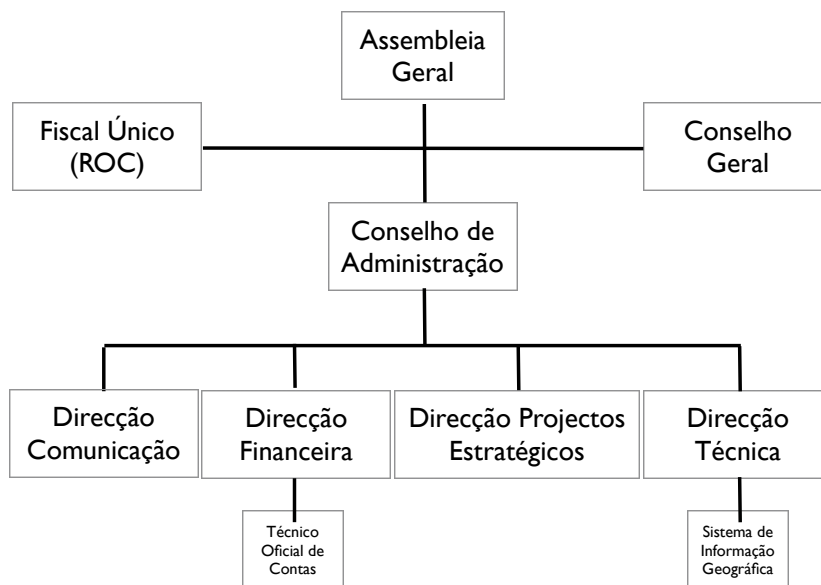 Assembleia
Geral
Fiscal Único
(ROC)
Conselho
Geral
Conselho de
Administração
Direcção
Comunicação
Direcção
Financeira
Direcção Projectos
Estratégicos
Direcção
Técnica
Técnico
Oficial de
Contas
Sistema de
Informação
Geográfica